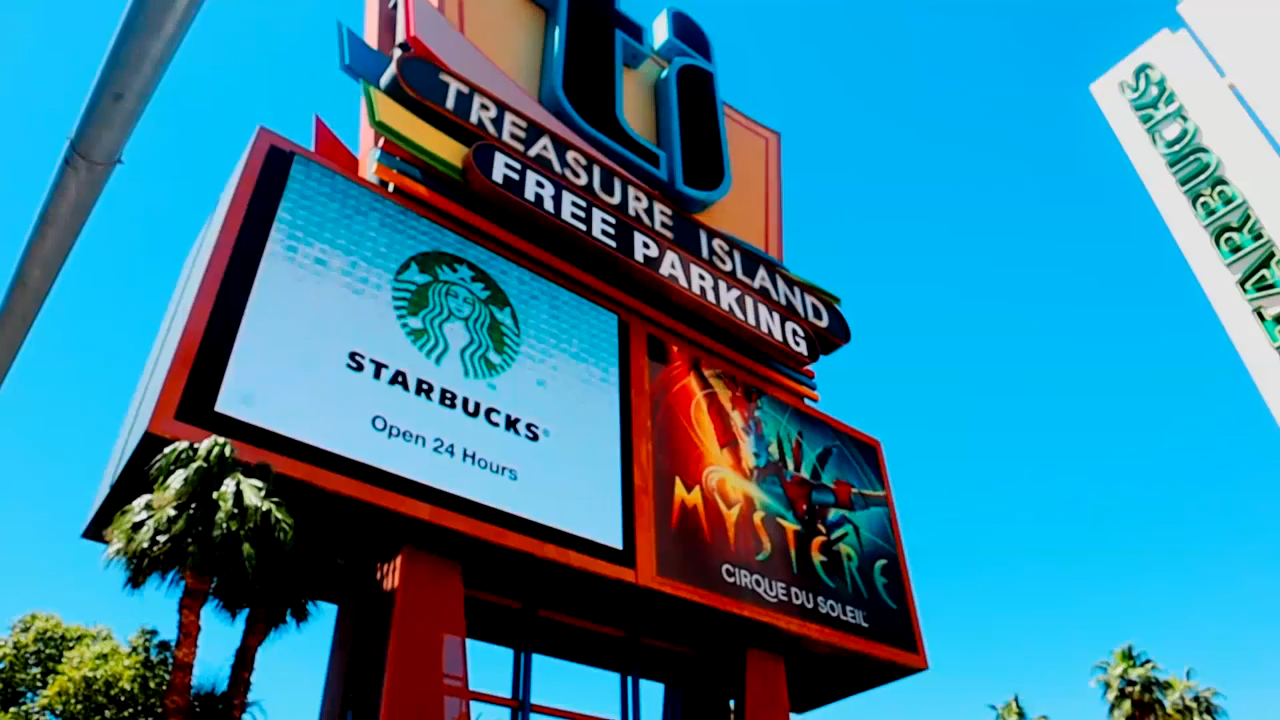 ti
TREASURE ISLAND
FREE PARKING
STARBUCKS®
Open 24 Hours
MYSTÈRE
CIRQUE DU SOLEIL
STARBUCKS